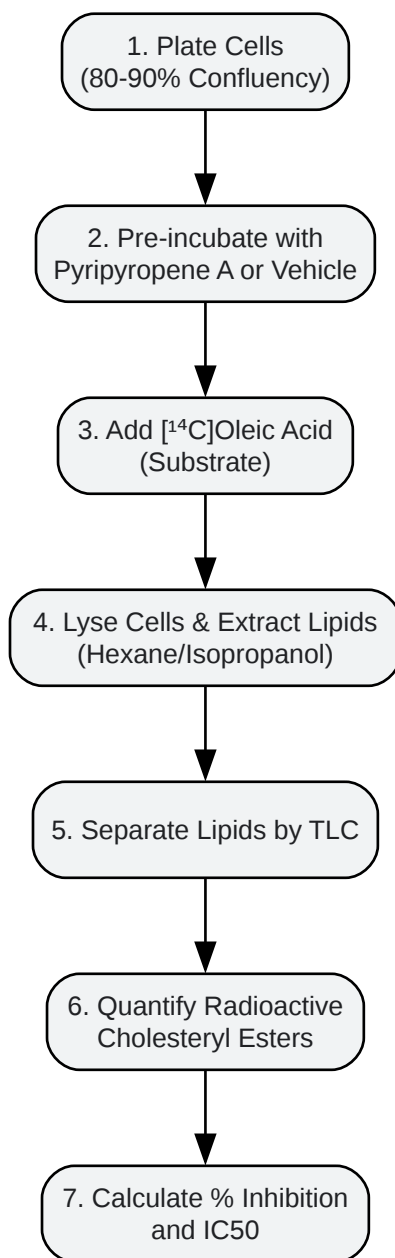 1. Plate Cells
(80-90% Confluency)
2. Pre-incubate with
Pyripyropene A or Vehicle
3. Add [¹⁴C]Oleic Acid
(Substrate)
4. Lyse Cells & Extract Lipids
(Hexane/Isopropanol)
5. Separate Lipids by TLC
6. Quantify Radioactive
Cholesteryl Esters
7. Calculate % Inhibition
and IC50